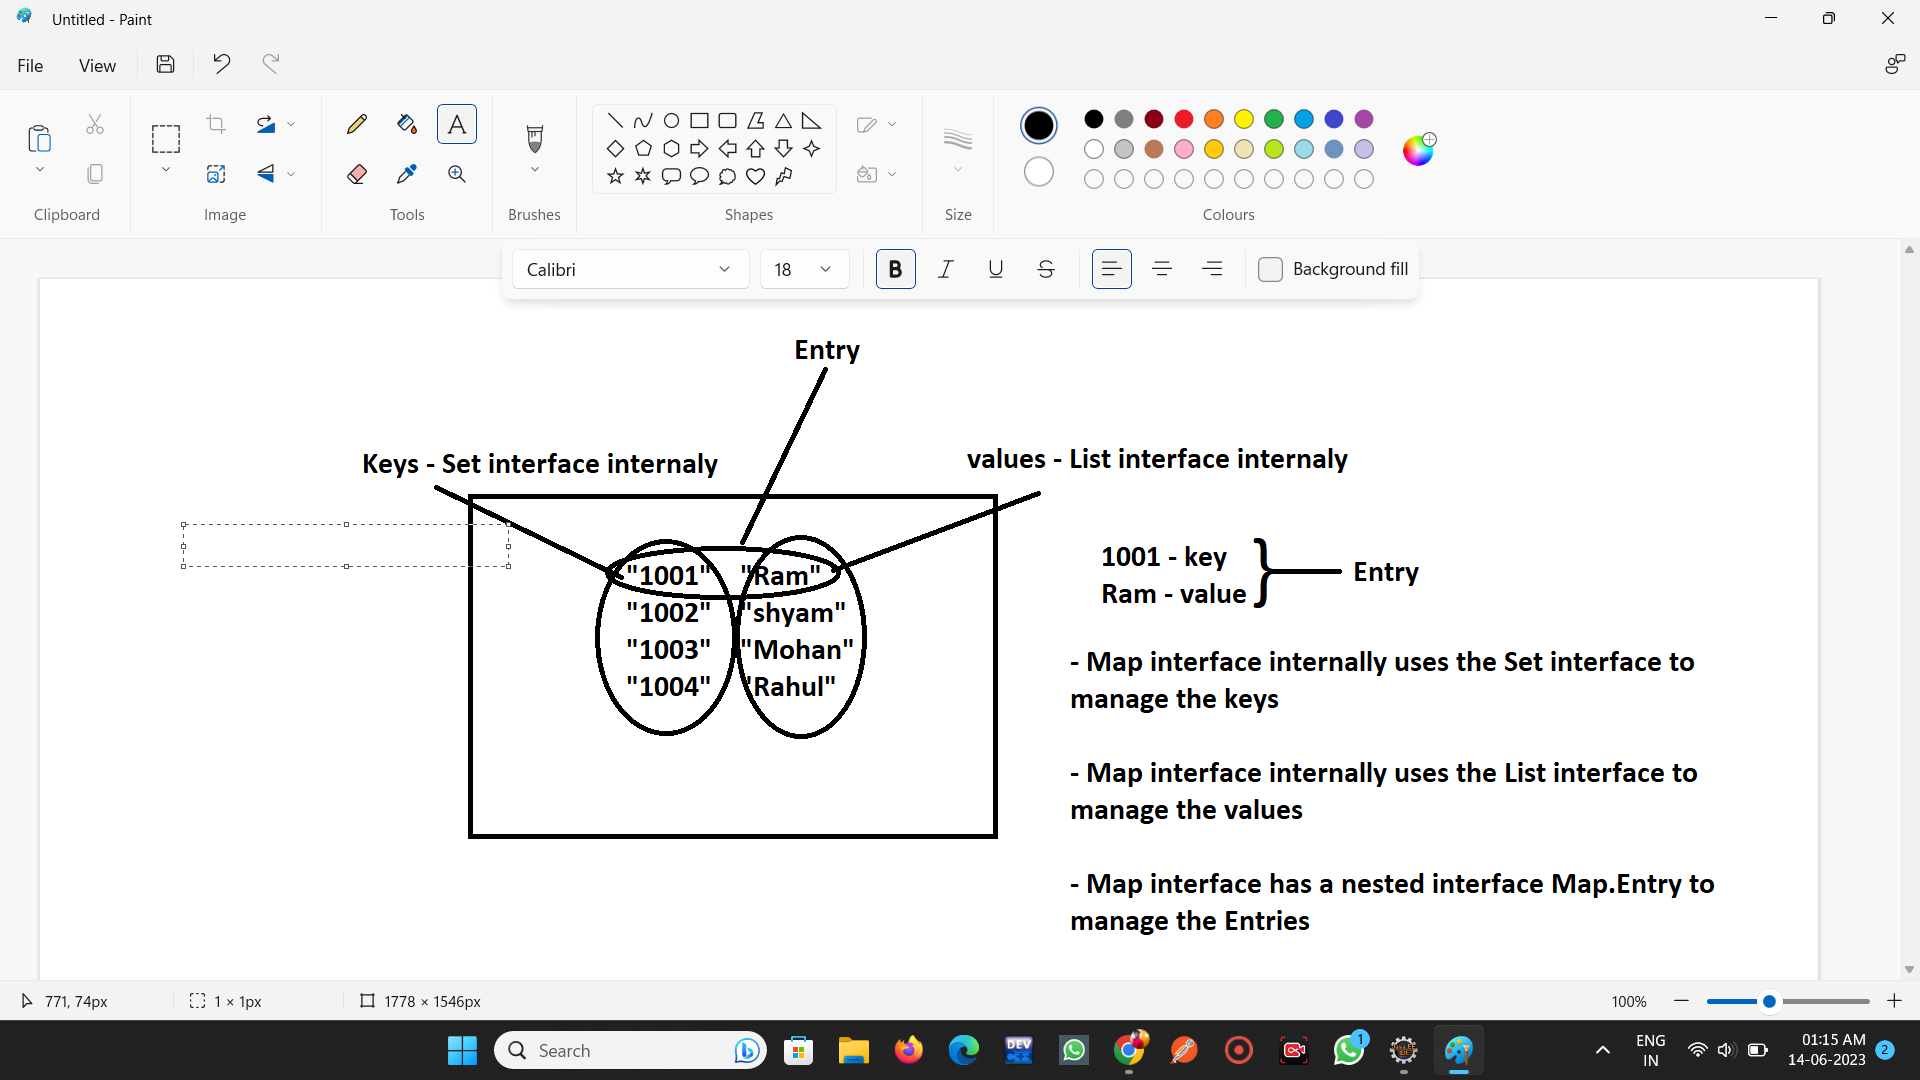 Untitled - Paint
File View
Clipboard Image Tools Brushes Shapes Size Colours
Calibri 18 B I U S Background fill
Entry
Keys - Set interface internaly
values - List interface internaly
"1001" "Ram"
"1002" "shyam"
"1003" "Mohan"
"1004" "Rahul"
1001 - key
Ram - value
Entry
- Map interface internally uses the Set interface to
manage the keys
- Map interface internally uses the List interface to
manage the values
- Map interface has a nested interface Map.Entry to
manage the Entries
771, 74px 1 × 1px 1778 × 1546px 100%
Search
DEV
1
ENG
IN
01:15 AM
14-06-2023
2